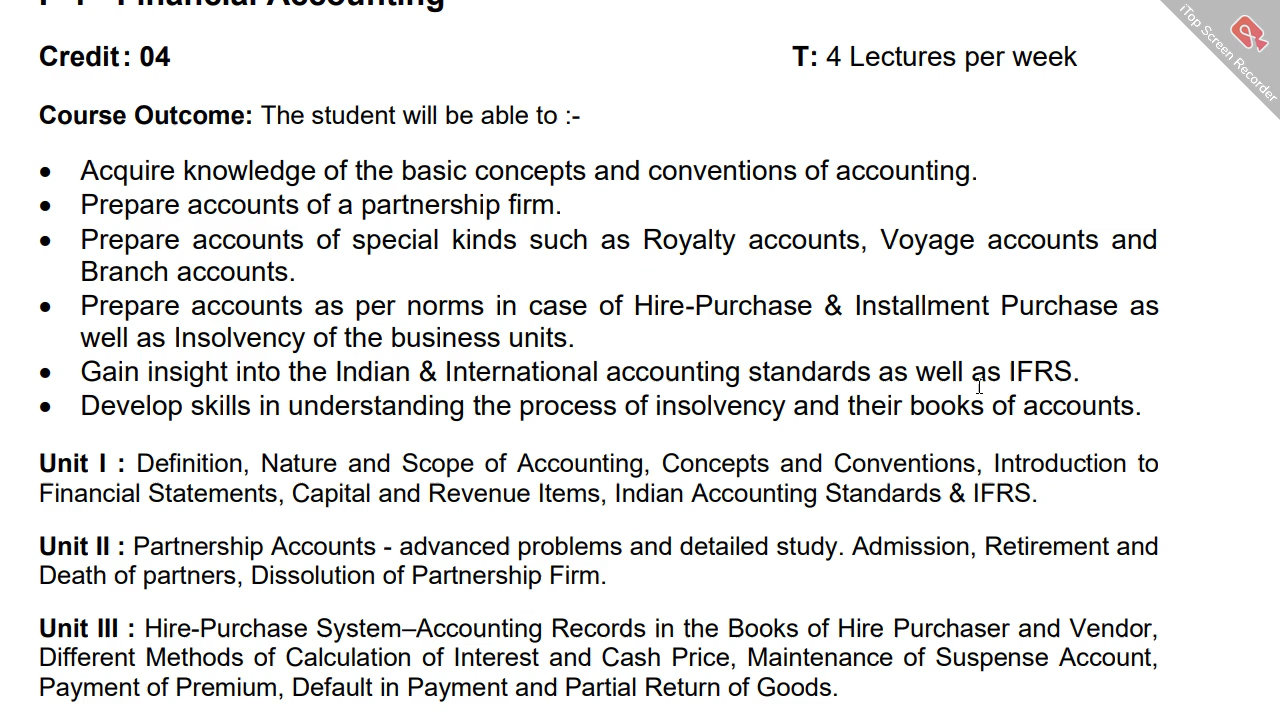 Financial Accounting
Credit : 04 T: 4 Lectures per week
Course Outcome: The student will be able to :-
• Acquire knowledge of the basic concepts and conventions of accounting.
• Prepare accounts of a partnership firm.
• Prepare accounts of special kinds such as Royalty accounts, Voyage accounts and
Branch accounts.
• Prepare accounts as per norms in case of Hire-Purchase & Installment Purchase as
well as Insolvency of the business units.
• Gain insight into the Indian & International accounting standards as well as IFRS.
• Develop skills in understanding the process of insolvency and their books of accounts.
Unit I : Definition, Nature and Scope of Accounting, Concepts and Conventions, Introduction to
Financial Statements, Capital and Revenue Items, Indian Accounting Standards & IFRS.
Unit II : Partnership Accounts - advanced problems and detailed study. Admission, Retirement and
Death of partners, Dissolution of Partnership Firm.
Unit III : Hire-Purchase System–Accounting Records in the Books of Hire Purchaser and Vendor,
Different Methods of Calculation of Interest and Cash Price, Maintenance of Suspense Account,
Payment of Premium, Default in Payment and Partial Return of Goods.
iTop Screen Recorder